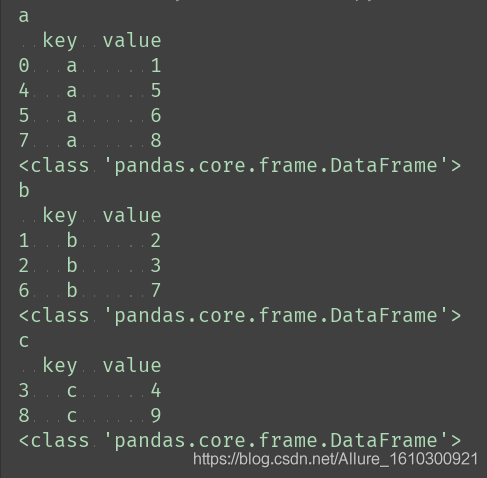 a
  key  value
0   a      1
4   a      5
5   a      6
7   a      8
<class 'pandas.core.frame.DataFrame'>
b
  key  value
1   b      2
2   b      3
6   b      7
<class 'pandas.core.frame.DataFrame'>
c
  key  value
3   c      4
8   c      9
<class 'pandas.core.frame.DataFrame'>
https://blog.csdn.net/Allure_1610300921